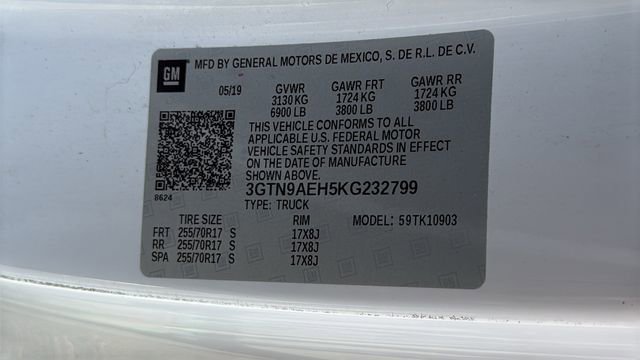 GM
MFD BY GENERAL MOTORS DE MEXICO, S. DE R.L. DE C.V.
05/19 GVWR GAWR FRT GAWR RR
3130 KG 1724 KG 1724 KG
6900 LB 3800 LB 3800 LB
THIS VEHICLE CONFORMS TO ALL
APPLICABLE U.S. FEDERAL MOTOR
VEHICLE SAFETY STANDARDS IN EFFECT
ON THE DATE OF MANUFACTURE
SHOWN ABOVE.
8624
3GTN9AEH5KG232799
TYPE: TRUCK
TIRE SIZE RIM MODEL: 59TK10903
FRT 255/70R17 S 17X8J
RR 255/70R17 S 17X8J
SPA 255/70R17 S 17X8J